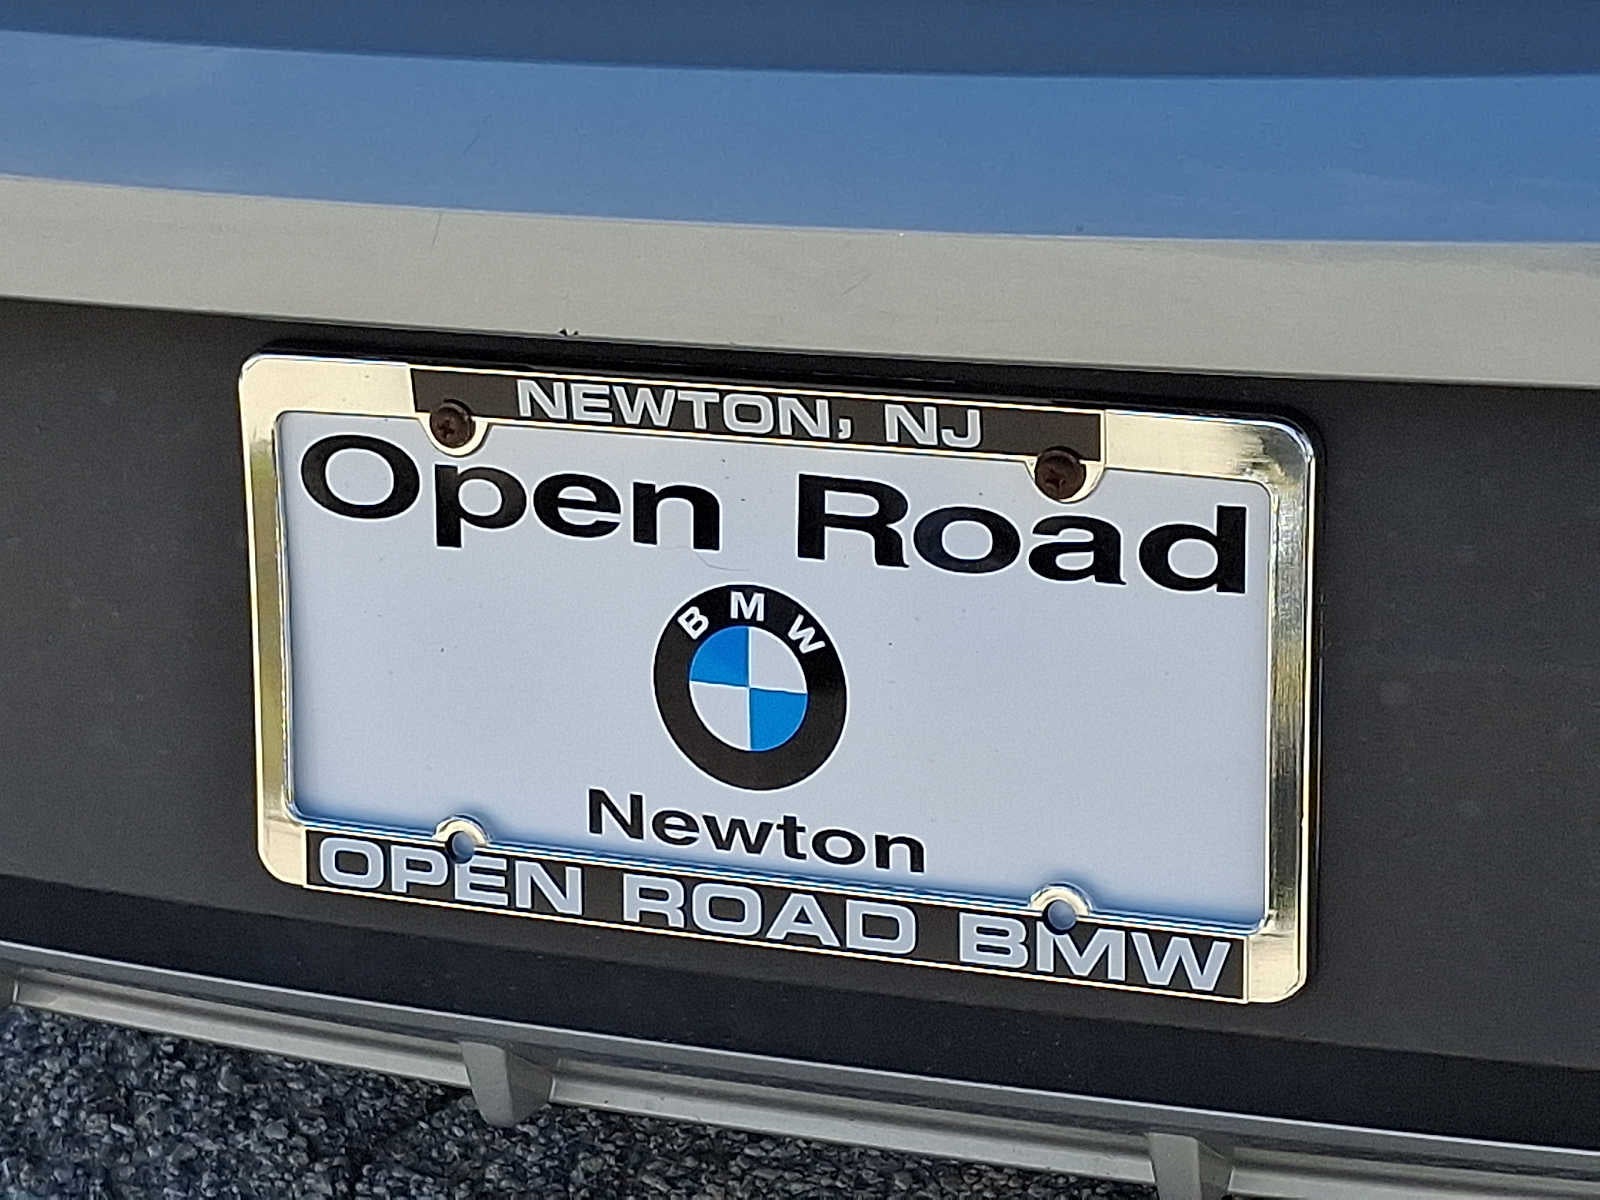 NEWTON, NJ
Open Road
BMW
Newton
OPEN ROAD BMW